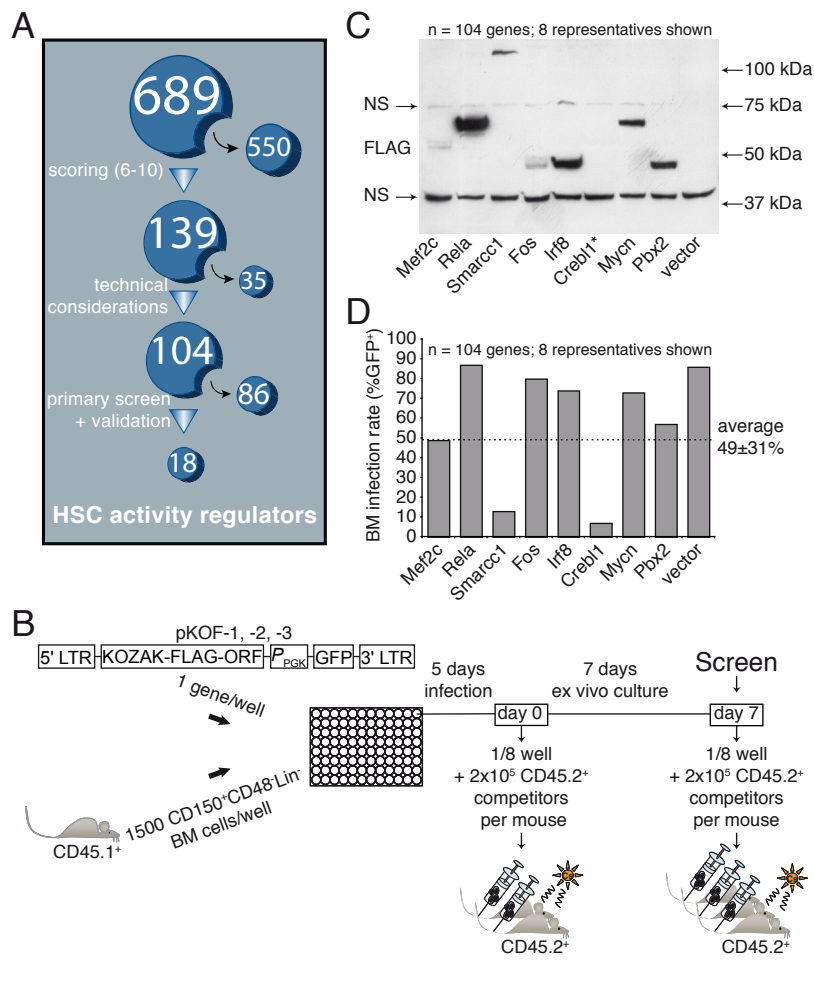 A
689
550
scoring (6-10)
139
35
technical
considerations
104
86
primary screen
+ validation
18
HSC activity regulators
C
n = 104 genes; 8 representatives shown
100 kDa
NS
75 kDa
FLAG
50 kDa
NS
37 kDa
Mef2c
Rela
Smarcc1
Fos
Irf8
Crebl1*
Mycn
Pbx2
vector
D
n = 104 genes; 8 representatives shown
BM infection rate (%GFP⁺)
100
90
80
70
60
50
40
30
20
10
0
average
49±31%
Mef2c
Rela
Smarcc1
Fos
Irf8
Crebl1
Mycn
Pbx2
vector
B
pKOF-1, -2, -3
5' LTR KOZAK-FLAG-ORF P PGK GFP 3' LTR
1 gene/well
1500 CD150⁺CD48⁻Lin⁻
BM cells/well
CD45.1⁺
5 days
infection
7 days
ex vivo culture
Screen
day 0
day 7
1/8 well
+ 2x10⁵ CD45.2⁺
competitors
per mouse
CD45.2⁺
1/8 well
+ 2x10⁵ CD45.2⁺
competitors
per mouse
CD45.2⁺